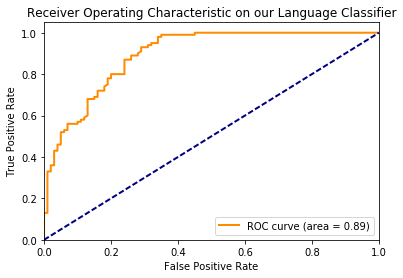 Receiver Operating Characteristic on our Language Classifier
1.0
0.8
0.6
0.4
0.2
0.0
True Positive Rate
ROC curve (area = 0.89)
0.0 0.2 0.4 0.6 0.8 1.0
False Positive Rate